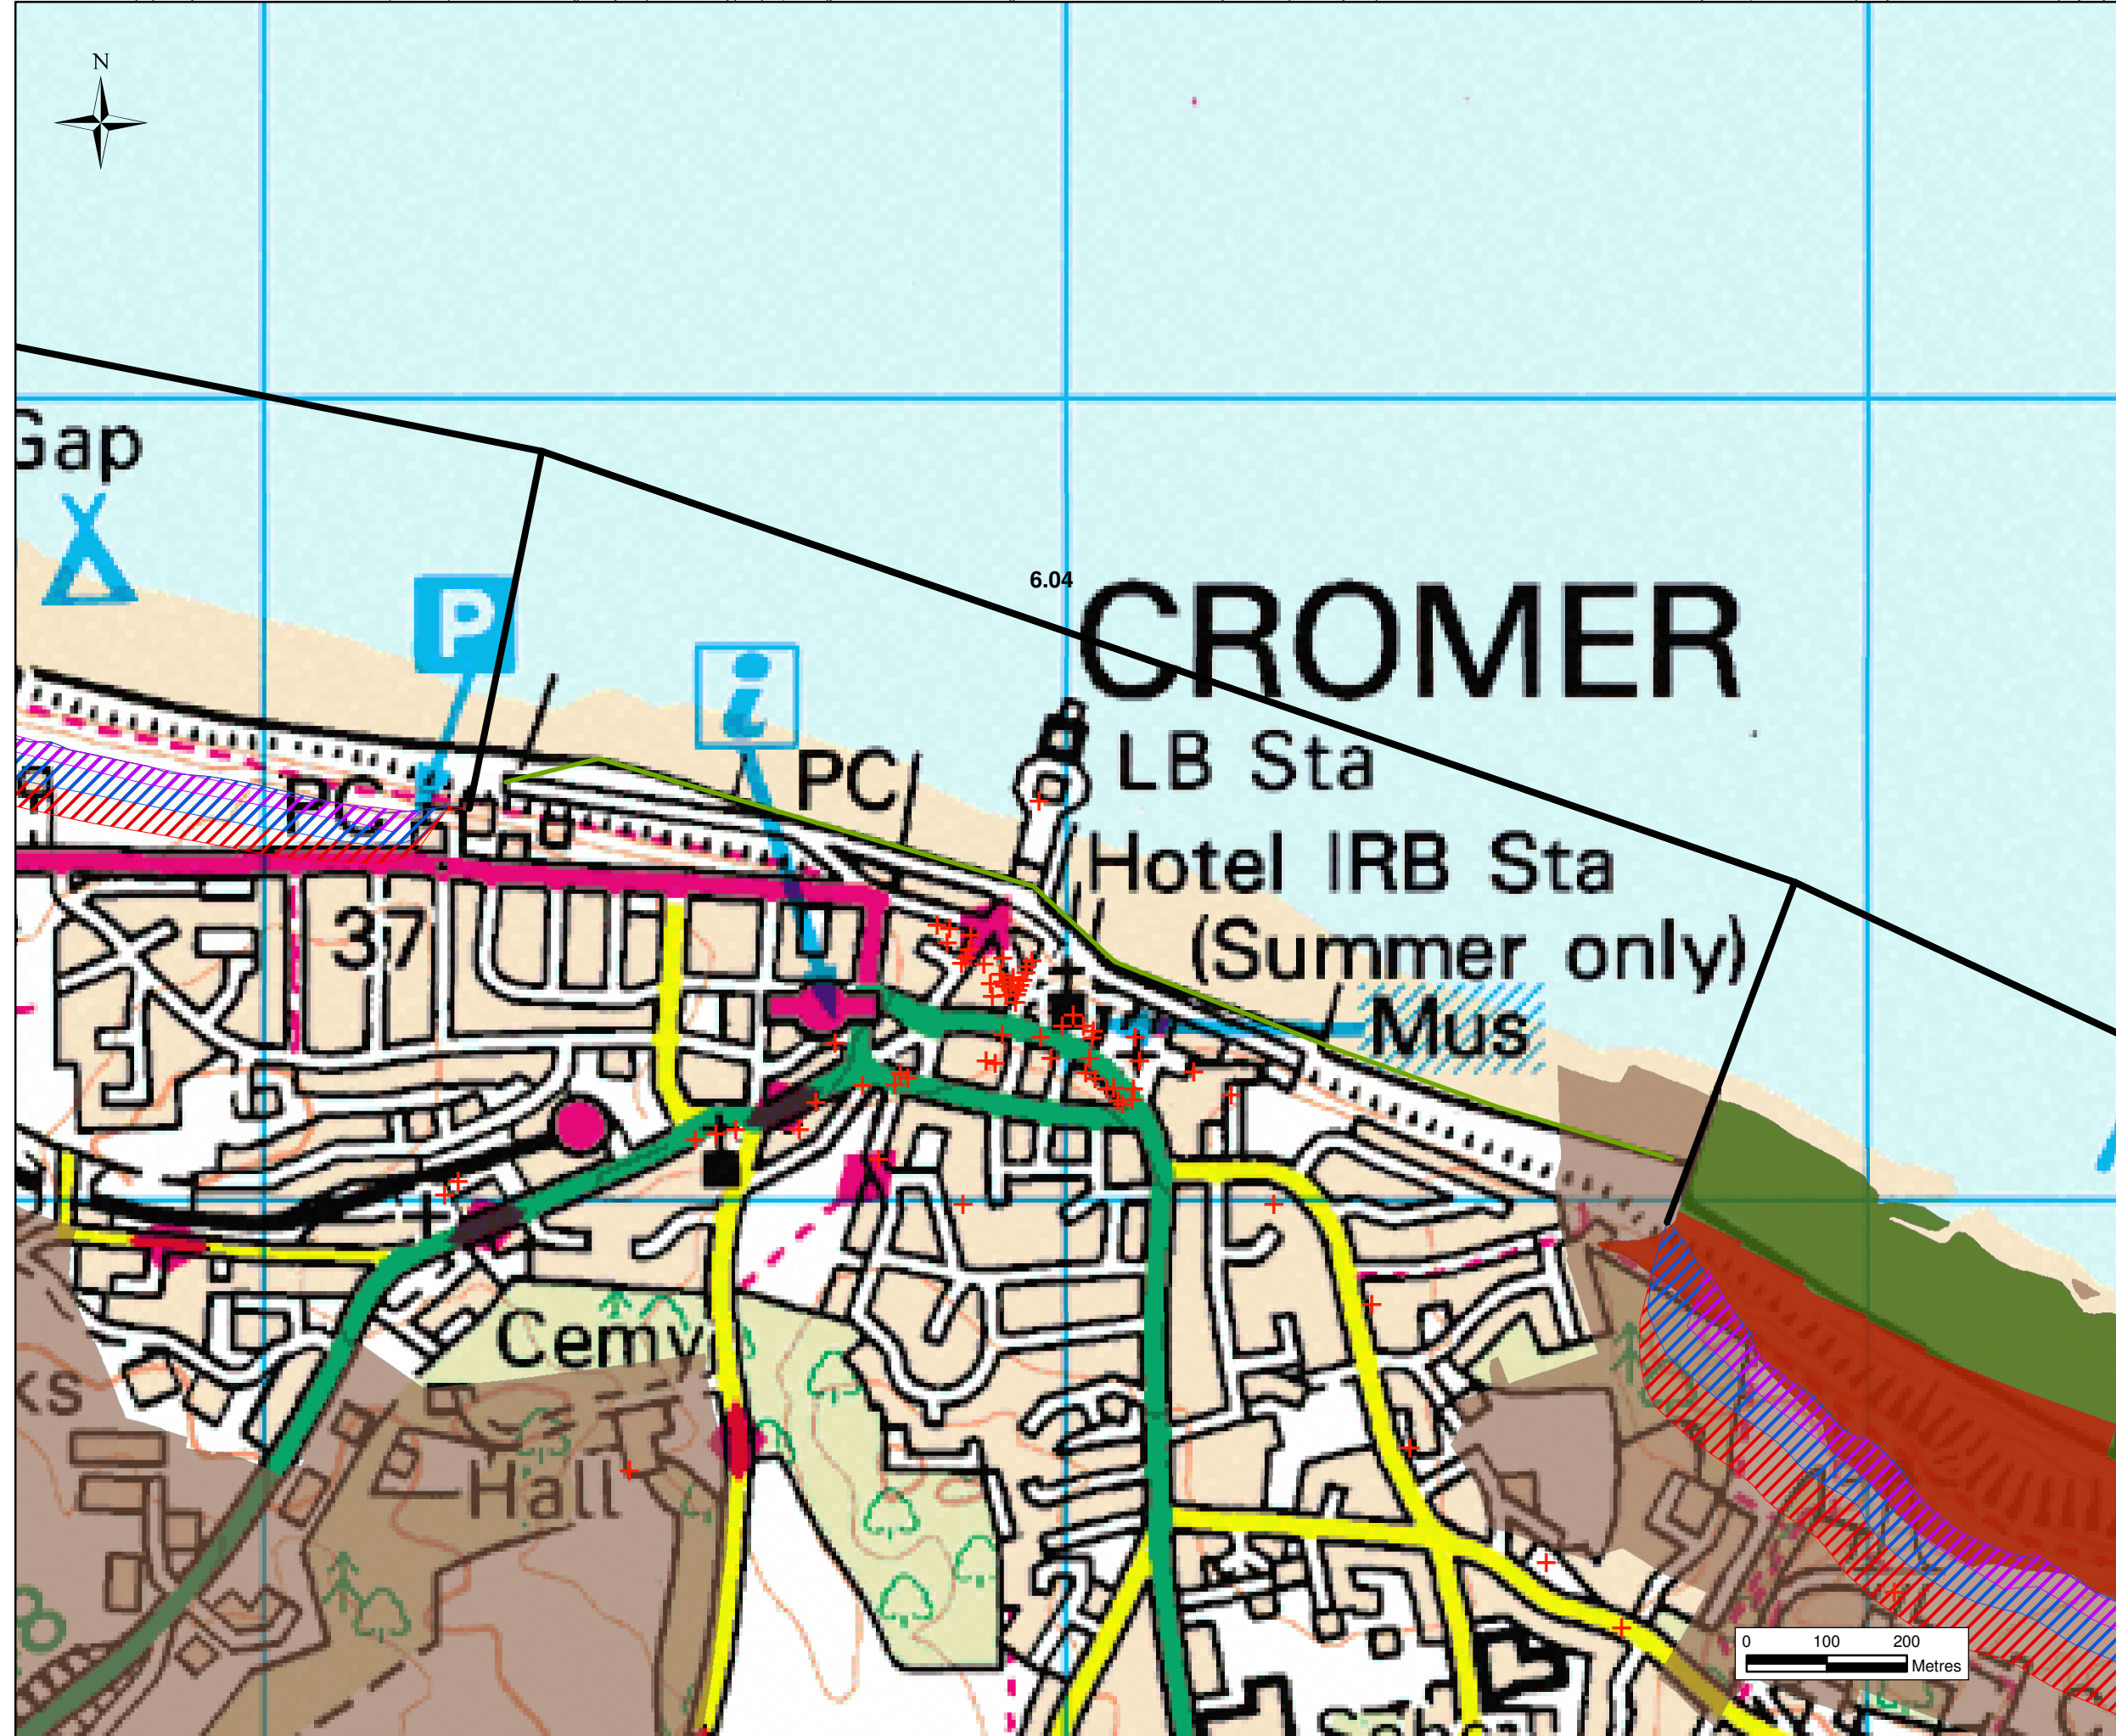 N
Gap
P
6.04
CROMER
i
PC
LB Sta
PC
Hotel IRB Sta
37
(Summer only)
Mus
Cemy
Hall
0 100 200
Metres